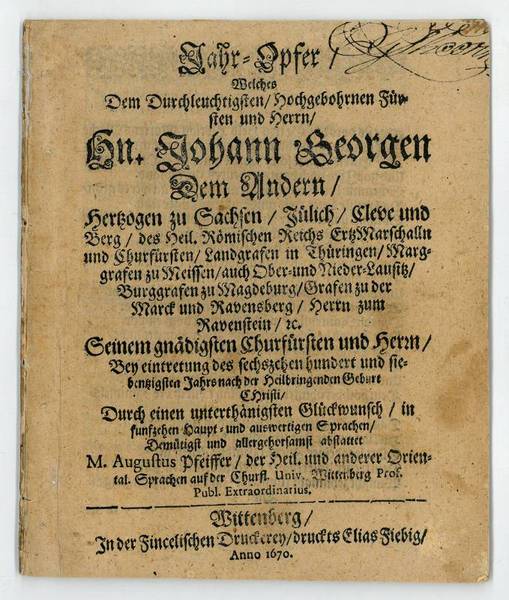 Jahr-Opfer /
Welches
Dem Durchleuchtigsten / Hochgebohrnen Für-
sten und Herrn /
Hn. Johann Georgen
Dem Andern /
Hertzogen zu Sachsen / Jülich / Cleve und
Berg / des Heil. Römischen Reichs ErtzMarschalln
und Churfürsten / Landgrafen in Thüringen / Marg-
grafen zu Meissen / auch Ober- und Nieder-Lausitz /
Burggrafen zu Magdeburg / Grafen zu der
Marck und Ravensberg / Herrn zum
Ravenstein / ꝛc.
Seinem gnädigsten Churfürsten und Herrn /
Bey eintretung des sechszehen hundert und sie-
bentzigsten Jahrs nach der Heilbringenden Geburt
CHristi /
Durch einen unterthänigsten Glückwunsch / in
funfzehen Haupt- und auswertigen Sprachen /
Demütigst und allergehorsamst abstattet
M. Augustus Pfeiffer / der Heil. und anderer Orien-
tal. Sprachen auf der Churfl. Univ. Wittenberg Prof.
Publ. Extraordinarius.
Wittenberg /
In der Fincelischen Druckerey / druckts Elias Fiebig /
Anno 1670.